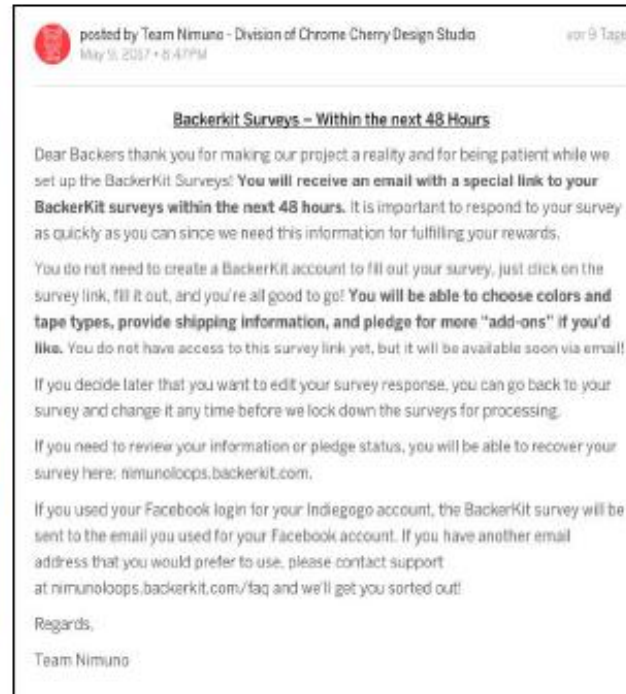 posted by Team Nimuno - Division of Chrome Cherry Design Studio
vor 9 Tage
May 9, 2017 • 8:47PM
Backerkit Surveys – Within the next 48 Hours
Dear Backers thank you for making our project a reality and for being patient while we
set up the BackerKit Surveys! You will receive an email with a special link to your
BackerKit surveys within the next 48 hours. It is important to respond to your survey
as quickly as you can since we need this information for fulfilling your rewards.
You do not need to create a BackerKit account to fill out your survey, just click on the
survey link, fill it out, and you're all good to go! You will be able to choose colors and
tape types, provide shipping information, and pledge for more "add-ons" if you'd
like. You do not have access to this survey link yet, but it will be available soon via email!
If you decide later that you want to edit your survey response, you can go back to your
survey and change it any time before we lock down the surveys for processing.
If you need to review your information or pledge status, you will be able to recover your
survey here: nimunoloops.backerkit.com.
If you used your Facebook login for your Indiegogo account, the BackerKit survey will be
sent to the email you used for your Facebook account. If you have another email
address that you would prefer to use, please contact support
at nimunoloops.backerkit.com/faq and we'll get you sorted out!
Regards,
Team Nimuno